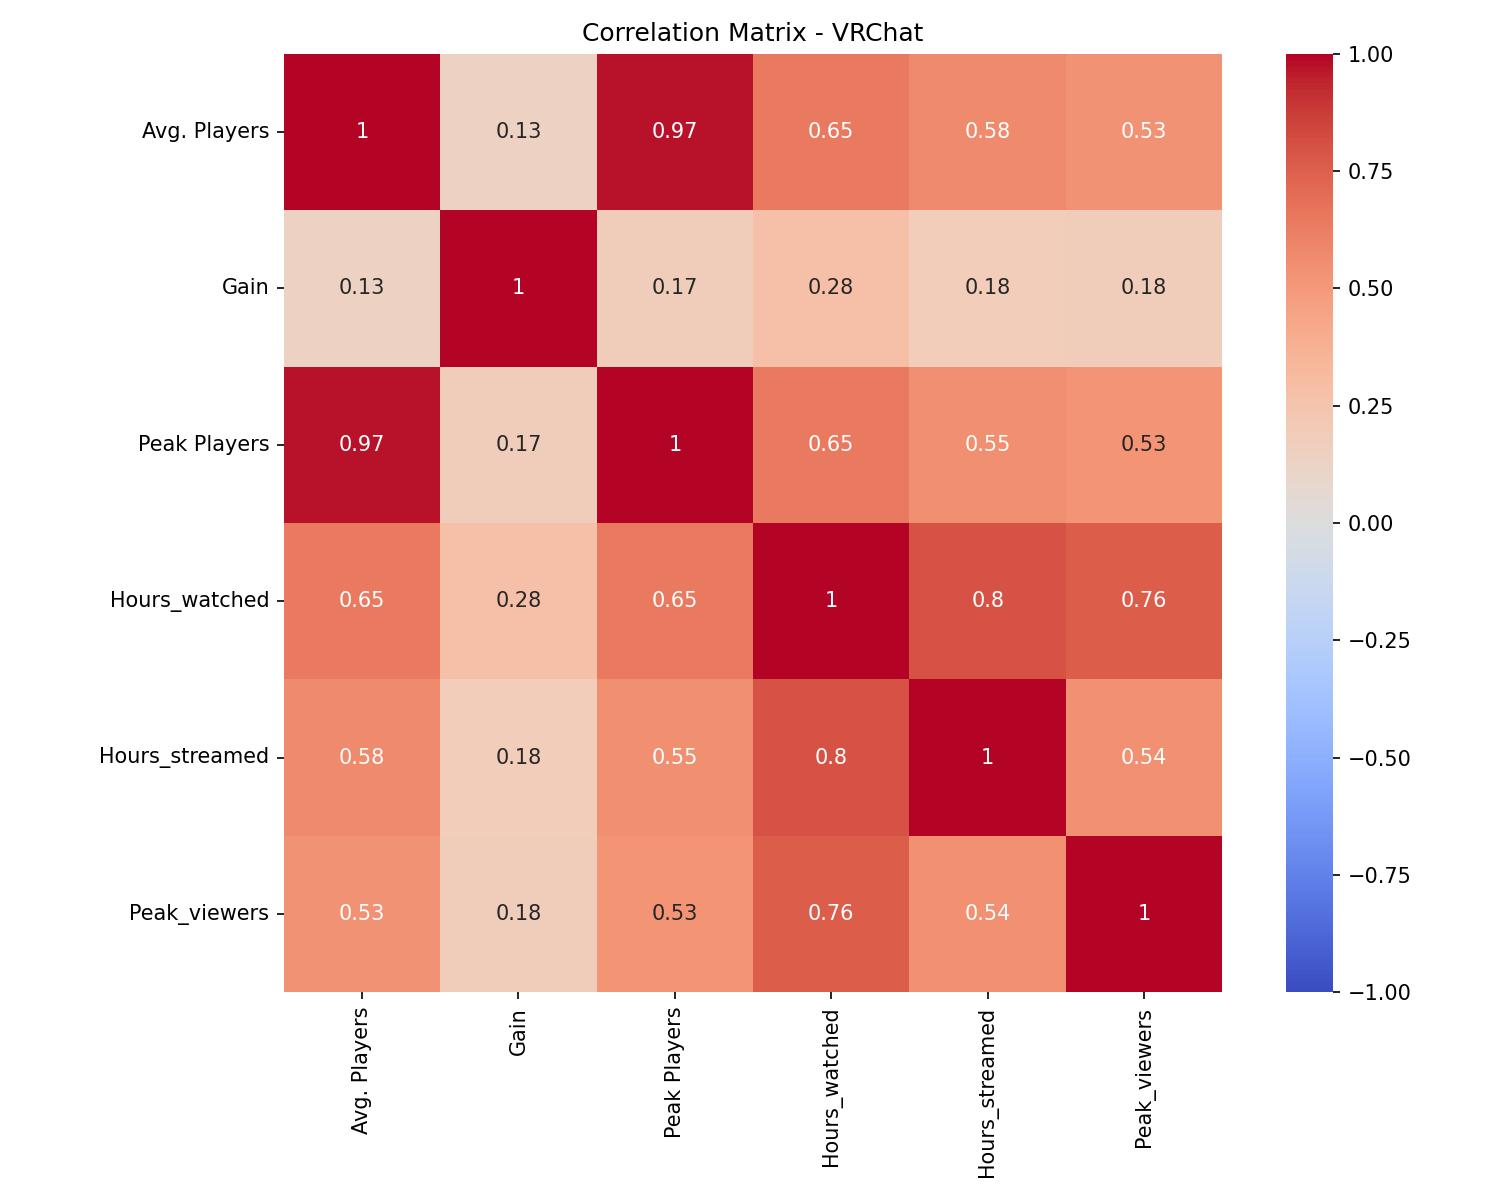 Correlation Matrix - VRChat
Avg. Players 1 0.13 0.97 0.65 0.58 0.53
Gain 0.13 1 0.17 0.28 0.18 0.18
Peak Players 0.97 0.17 1 0.65 0.55 0.53
Hours_watched 0.65 0.28 0.65 1 0.8 0.76
Hours_streamed 0.58 0.18 0.55 0.8 1 0.54
Peak_viewers 0.53 0.18 0.53 0.76 0.54 1
Avg. Players
Gain
Peak Players
Hours_watched
Hours_streamed
Peak_viewers
1.00
0.75
0.50
0.25
0.00
−0.25
−0.50
−0.75
−1.00